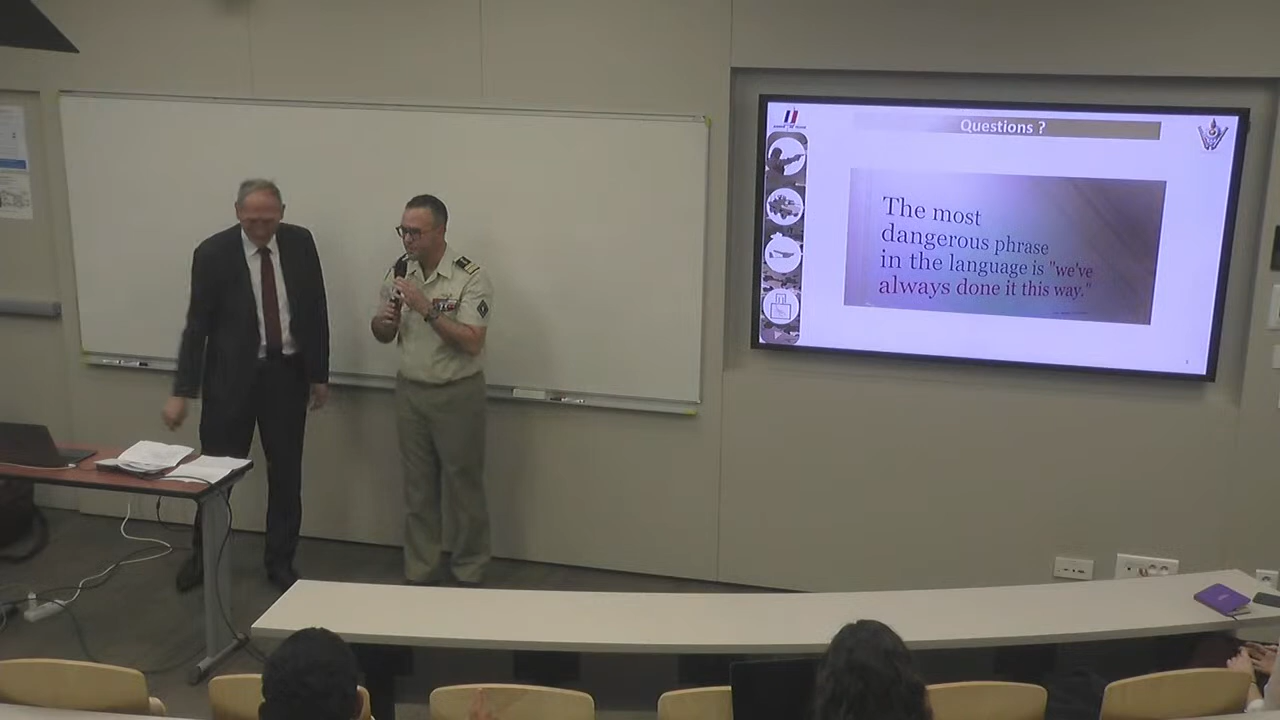 Questions ?
The most
dangerous phrase
in the language is "we've
always done it this way."